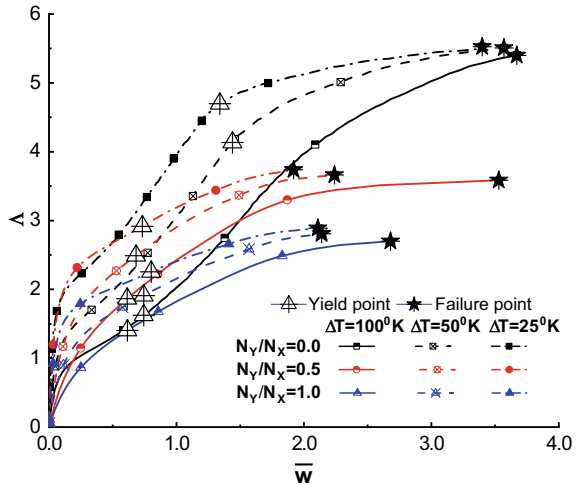 6
5
4
3
2
1
0
Λ
0.0 1.0 2.0 3.0 4.0
w̅
Yield point Failure point
ΔT=100⁰K ΔT=50⁰K ΔT=25⁰K
N_Y/N_X=0.0
N_Y/N_X=0.5
N_Y/N_X=1.0